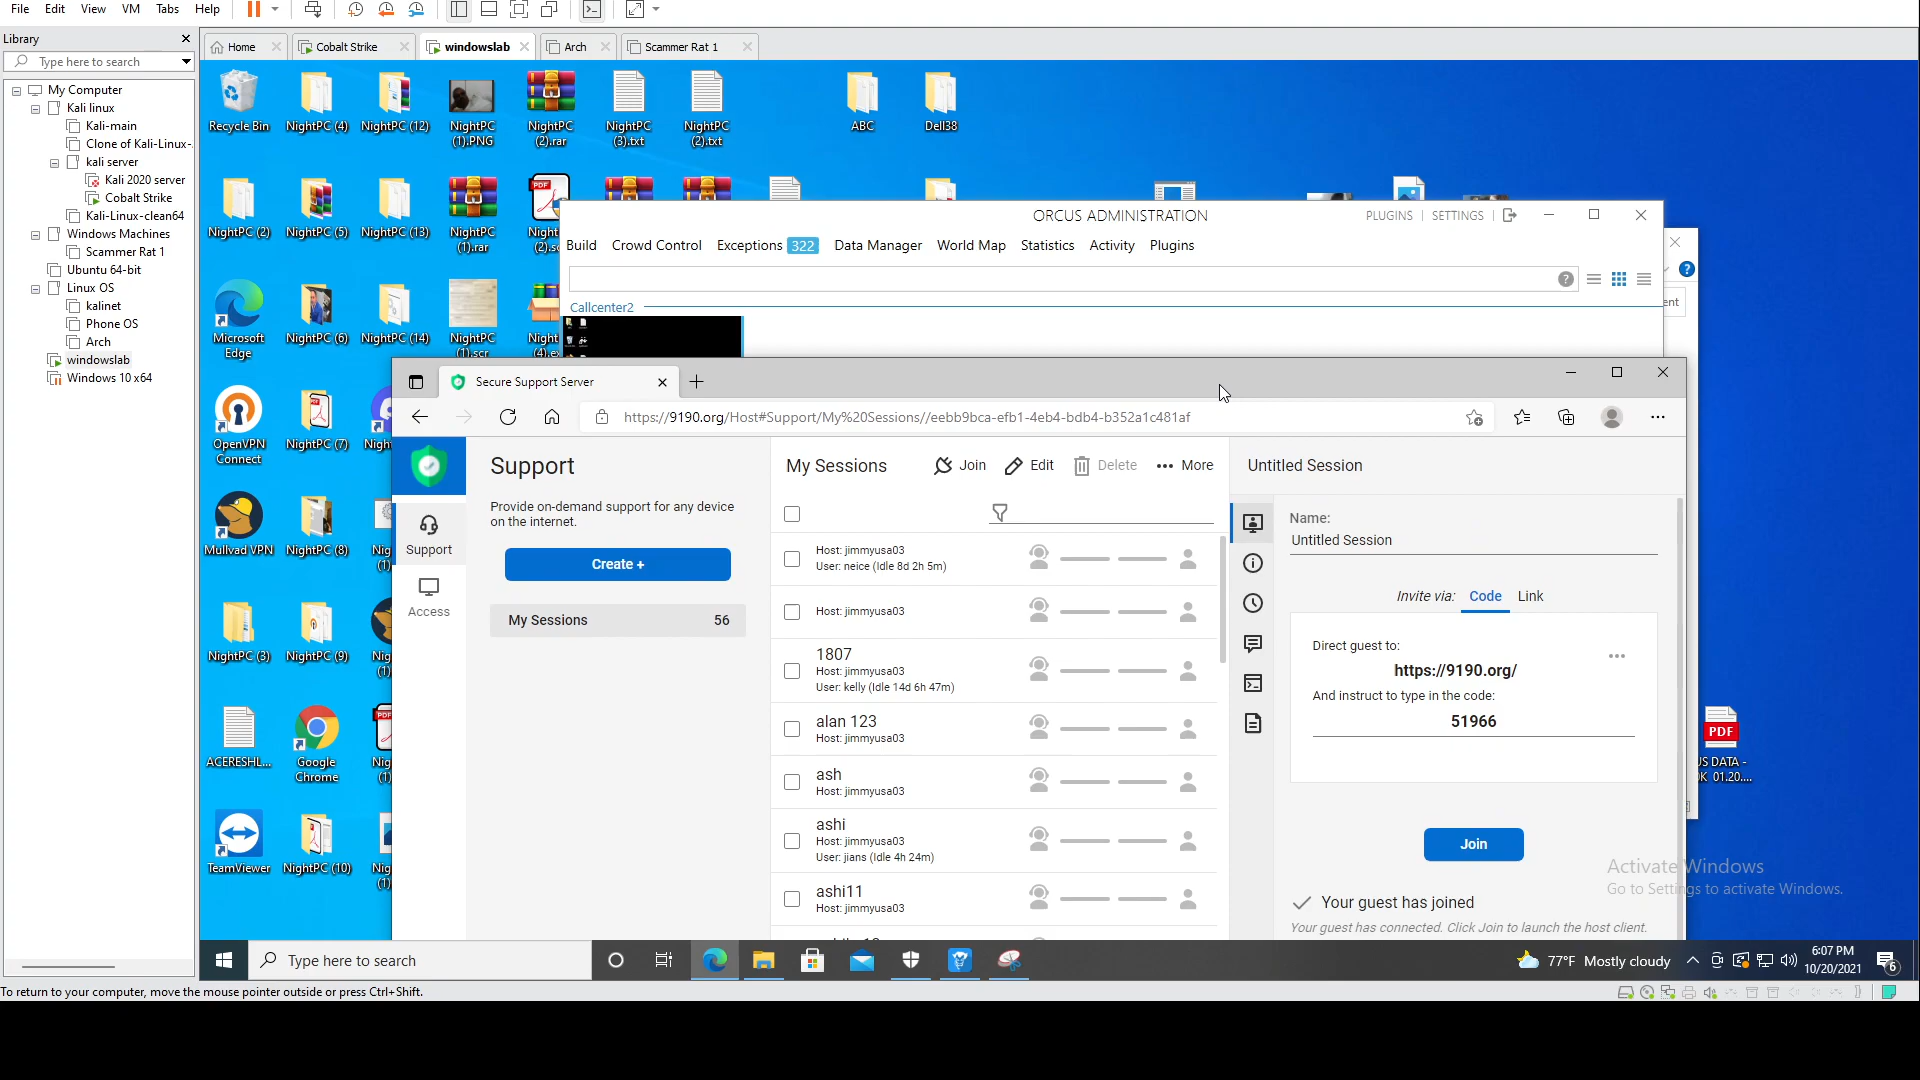 File Edit View VM Tabs Help
Library
Type here to search
My Computer
Kali linux
Kali-main
Clone of Kali-Linux-
kali server
Kali 2020 server
Cobalt Strike
Kali-Linux-clean64
Windows Machines
Scammer Rat 1
Ubuntu 64-bit
Linux OS
kalinet
Phone OS
Arch
windowslab
Windows 10 x64
Home
Cobalt Strike
windowslab
Arch
Scammer Rat 1
Recycle Bin
NightPC (4)
NightPC (12)
NightPC
(1).PNG
NightPC
(2).rar
NightPC
(3).txt
NightPC
(2).txt
ABC
Dell38
NightPC (2)
NightPC (5)
NightPC (13)
NightPC
(1).rar
Microsoft
Edge
NightPC (6)
NightPC (14)
NightPC
(1).scr
OpenVPN
Connect
NightPC (7)
Mullvad VPN
NightPC (8)
NightPC (3)
NightPC (9)
ACERESHL...
Google
Chrome
TeamViewer
NightPC (10)
PDF
ORCUS ADMINISTRATION
PLUGINS | SETTINGS
Build Crowd Control Exceptions 322 Data Manager World Map Statistics Activity Plugins
Callcenter2
Secure Support Server
https://9190.org/Host#Support/My%20Sessions//eebb9bca-efb1-4eb4-bdb4-b352a1c481af
Support
Access
Support
Provide on-demand support for any device
on the internet.
Create +
My Sessions 56
My Sessions
Join Edit Delete More
Host: jimmyusa03
User: neice (Idle 8d 2h 5m)
Host: jimmyusa03
1807
Host: jimmyusa03
User: kelly (Idle 14d 6h 47m)
alan 123
Host: jimmyusa03
ash
Host: jimmyusa03
ashi
Host: jimmyusa03
User: jians (Idle 4h 24m)
ashi11
Host: jimmyusa03
Untitled Session
Name:
Untitled Session
Invite via: Code Link
Direct guest to:
https://9190.org/
And instruct to type in the code:
51966
Join
Your guest has joined
Your guest has connected. Click Join to launch the host client.
PDF
US DATA -
OK 01.20....
Activate Windows
Go to Settings to activate Windows.
Type here to search
77°F Mostly cloudy
6:07 PM
10/20/2021
6
To return to your computer, move the mouse pointer outside or press Ctrl+Shift.